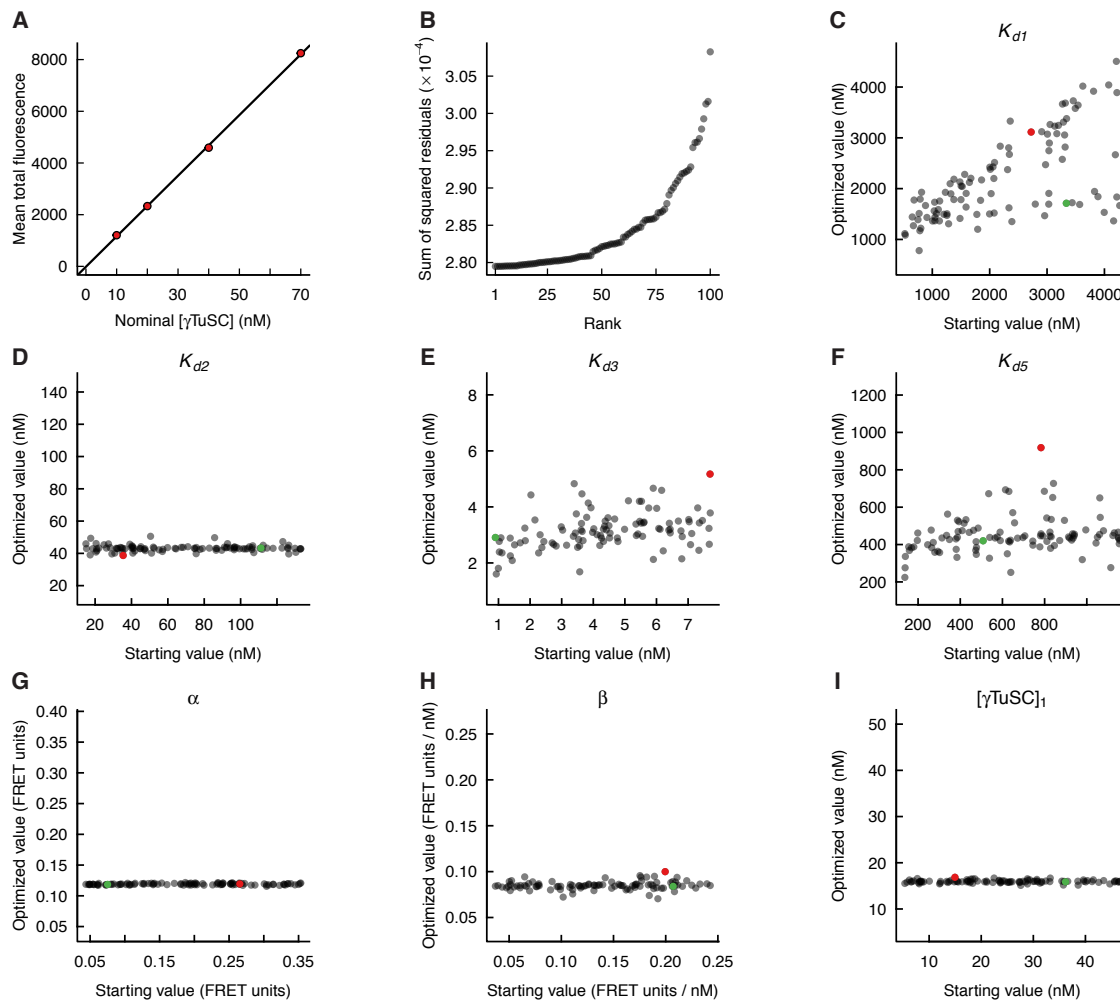 A
Mean total fluorescence
8000
6000
4000
2000
0
0 10 20 30 40 50 60 70
Nominal [γTuSC] (nM)
B
Sum of squared residuals (×10⁻⁴)
3.05
3.00
2.95
2.90
2.85
2.80
1 25 50 75 100
Rank
C
Kd1
Optimized value (nM)
4000
3000
2000
1000
1000 2000 3000 4000
Starting value (nM)
D
Kd2
Optimized value (nM)
140
120
100
80
60
40
20
20 40 60 80 100
Starting value (nM)
E
Kd3
Optimized value (nM)
8
6
4
2
1 2 3 4 5 6 7
Starting value (nM)
F
Kd5
Optimized value (nM)
1200
1000
800
600
400
200
200 400 600 800
Starting value (nM)
G
α
Optimized value (FRET units)
0.40
0.35
0.30
0.25
0.20
0.15
0.10
0.05
0.05 0.15 0.25 0.35
Starting value (FRET units)
H
β
Optimized value (FRET units / nM)
0.25
0.20
0.15
0.10
0.05
0.05 0.10 0.15 0.20 0.25
Starting value (FRET units / nM)
I
[γTuSC]₁
Optimized value (nM)
50
40
30
20
10
10 20 30 40
Starting value (nM)